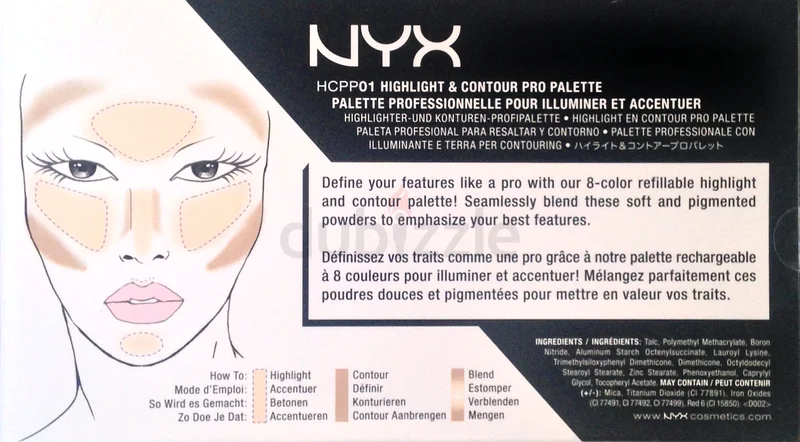 NYX
HCPP01 HIGHLIGHT & CONTOUR PRO PALETTE
PALETTE PROFESSIONNELLE POUR ILLUMINER ET ACCENTUER
HIGHLIGHTER-UND KONTUREN-PROFIPALETTE • HIGHLIGHT EN CONTOUR PRO PALETTE
PALETA PROFESIONAL PARA RESALTAR Y CONTORNO • PALETTE PROFESSIONALE CON
ILLUMINANTE E TERRA PER CONTOURING • ハイライト&コントアープロパレット
Define your features like a pro with our 8-color refillable highlight
and contour palette! Seamlessly blend these soft and pigmented
powders to emphasize your best features.
Définissez vos traits comme une pro grâce à notre palette rechargeable
à 8 couleurs pour illuminer et accentuer! Mélangez parfaitement ces
poudres douces et pigmentées pour mettre en valeur vos traits.
dubizzle
How To: Highlight Contour Blend
Mode d'Emploi: Accentuer Définir Estomper
So Wird es Gemacht: Betonen Konturieren Verblenden
Zo Doe Je Dat: Accentueren Contour Aanbrengen Mengen
INGREDIENTS / INGRÉDIENTS: Talc, Polymethyl Methacrylate, Boron
Nitride, Aluminum Starch Octenylsuccinate, Lauroyl Lysine,
Trimethylsiloxyphenyl Dimethicone, Dimethicone, Octyldodecyl
Stearoyl Stearate, Zinc Stearate, Phenoxyethanol, Caprylyl
Glycol, Tocopheryl Acetate. MAY CONTAIN / PEUT CONTENIR
(+/-): Mica, Titanium Dioxide (CI 77891), Iron Oxides
(CI 77491, CI 77492, CI 77499), Red 6 (CI 15850). <D002>
www.NYXcosmetics.com